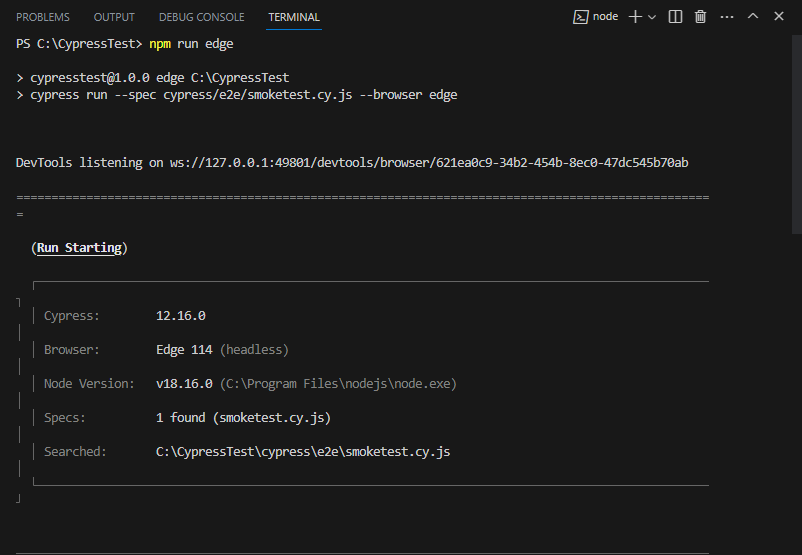 PROBLEMS OUTPUT DEBUG CONSOLE TERMINAL node
PS C:\CypressTest> npm run edge
> cypresstest@1.0.0 edge C:\CypressTest
> cypress run --spec cypress/e2e/smoketest.cy.js --browser edge
DevTools listening on ws://127.0.0.1:49801/devtools/browser/621ea0c9-34b2-454b-8ec0-47dc545b70ab
===================================================================================================
=
(Run Starting)
Cypress: 12.16.0
Browser: Edge 114 (headless)
Node Version: v18.16.0 (C:\Program Files\nodejs\node.exe)
Specs: 1 found (smoketest.cy.js)
Searched: C:\CypressTest\cypress\e2e\smoketest.cy.js